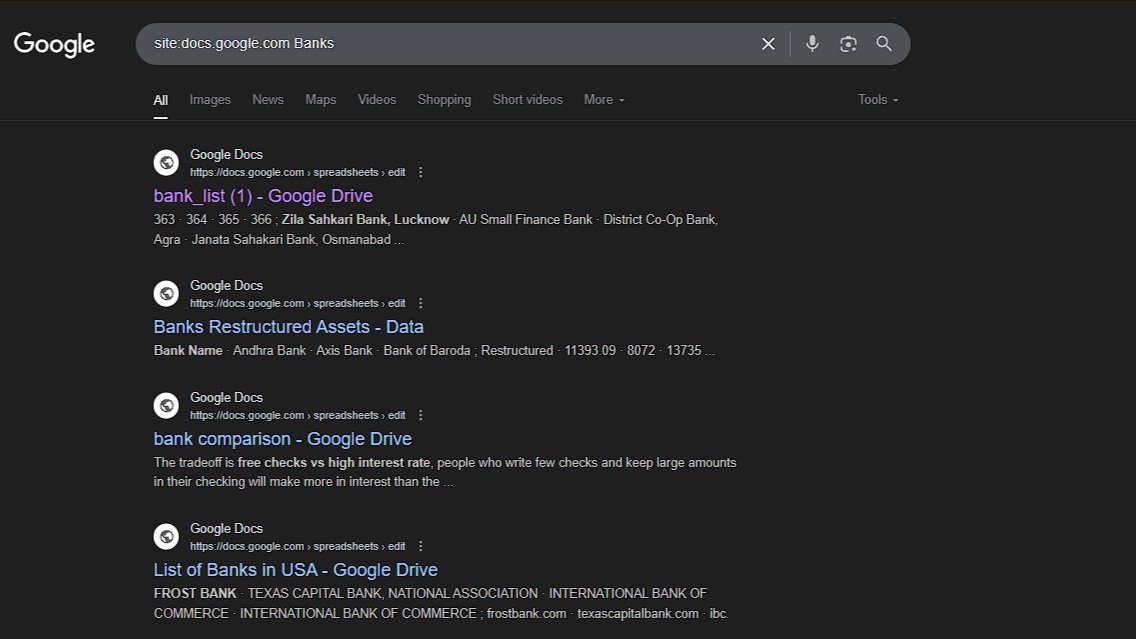 Google
site:docs.google.com Banks
All Images News Maps Videos Shopping Short videos More Tools
Google Docs
https://docs.google.com › spreadsheets › edit
bank_list (1) - Google Drive
363 · 364 · 365 · 366 ; Zila Sahkari Bank, Lucknow · AU Small Finance Bank · District Co-Op Bank,
Agra · Janata Sahakari Bank, Osmanabad ...
Google Docs
https://docs.google.com › spreadsheets › edit
Banks Restructured Assets - Data
Bank Name · Andhra Bank · Axis Bank · Bank of Baroda ; Restructured · 11393.09 · 8072 · 13735 ...
Google Docs
https://docs.google.com › spreadsheets › edit
bank comparison - Google Drive
The tradeoff is free checks vs high interest rate, people who write few checks and keep large amounts
in their checking will make more in interest than the ...
Google Docs
https://docs.google.com › spreadsheets › edit
List of Banks in USA - Google Drive
FROST BANK · TEXAS CAPITAL BANK, NATIONAL ASSOCIATION · INTERNATIONAL BANK OF
COMMERCE · INTERNATIONAL BANK OF COMMERCE ; frostbank.com · texascapitalbank.com · ibc.